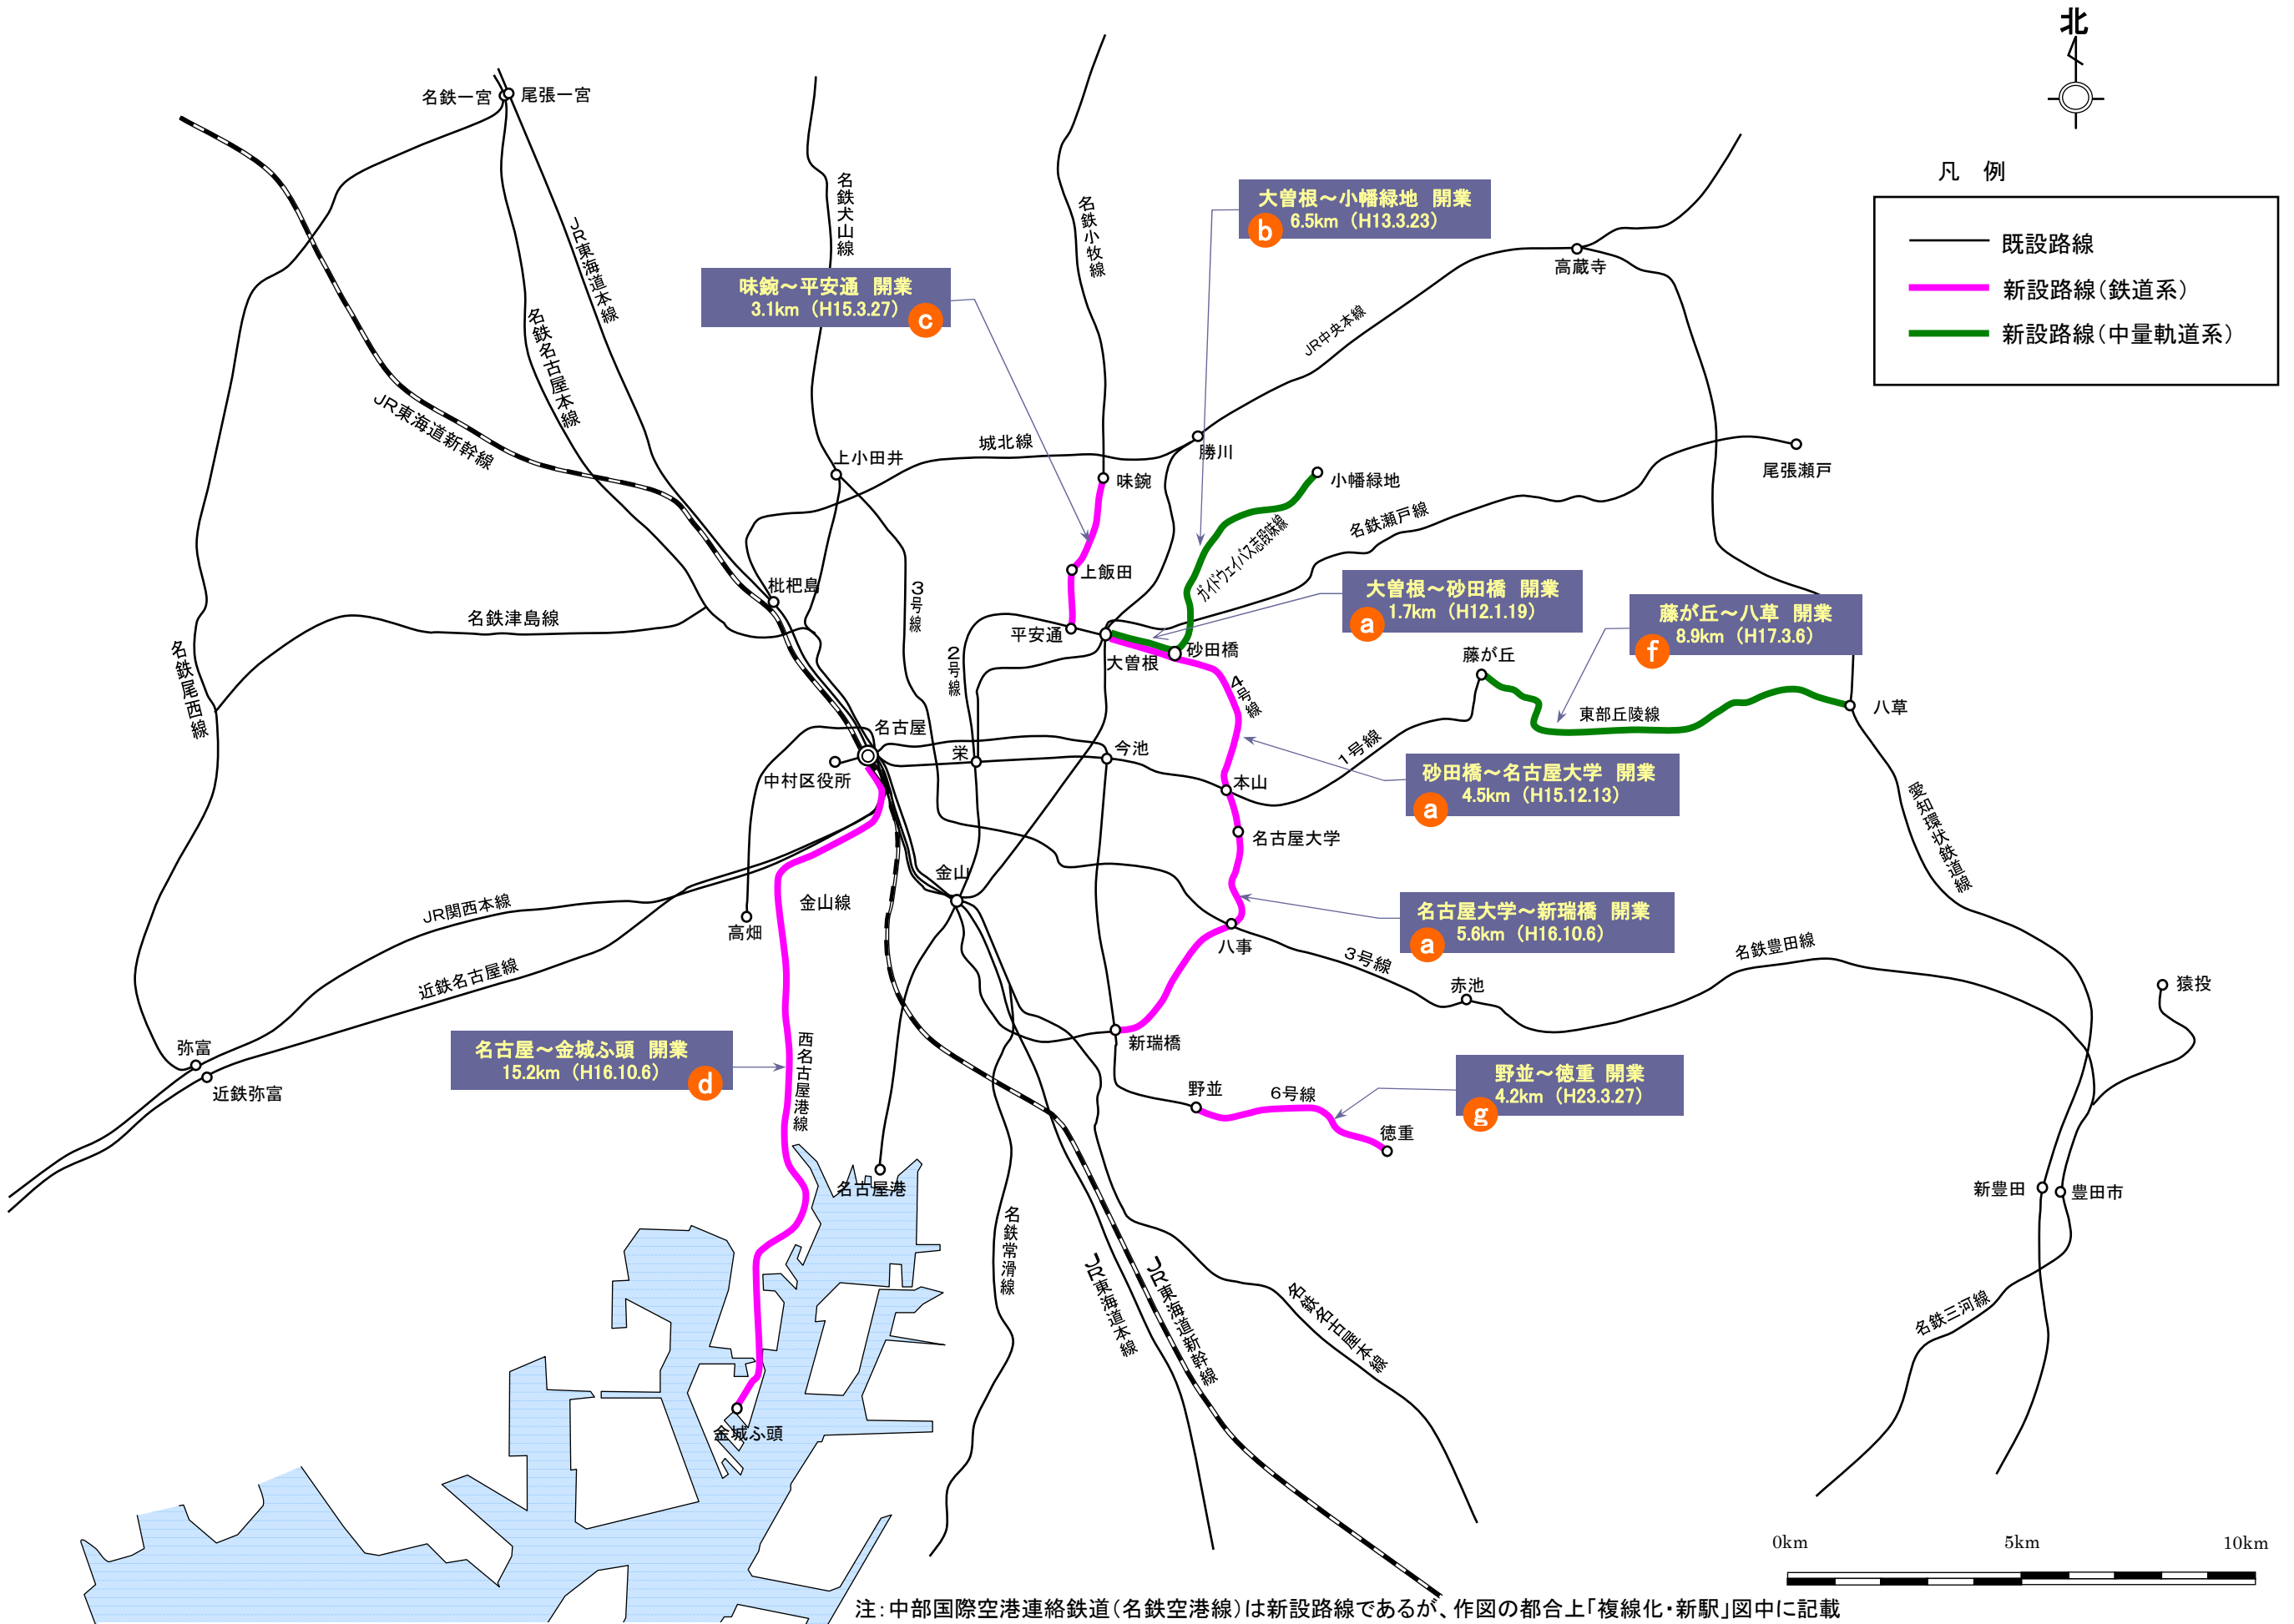 北
凡 例
既設路線
新設路線(鉄道系)
新設路線(中量軌道系)
名鉄一宮
尾張一宮
名鉄犬山線
名鉄小牧線
大曽根～小幡緑地 開業
6.5km (H13.3.23)
b
高蔵寺
JR東海道本線
味鋺～平安通 開業
3.1km (H15.3.27)
c
名鉄名古屋本線
JR中央本線
JR東海道新幹線
城北線
勝川
上小田井
味鋺
小幡緑地
尾張瀬戸
名鉄瀬戸線
ガイドウェイバス志段味線
枇杷島
上飯田
3号線
大曽根～砂田橋 開業
1.7km (H12.1.19)
a
藤が丘～八草 開業
8.9km (H17.3.6)
f
名鉄津島線
名鉄尾西線
平安通
大曽根
砂田橋
2号線
藤が丘
4号線
八草
東部丘陵線
名古屋
栄
今池
1号線
中村区役所
本山
砂田橋～名古屋大学 開業
4.5km (H15.12.13)
a
愛知環状鉄道線
名古屋大学
金山
JR関西本線
金山線
高畑
名古屋大学～新瑞橋 開業
5.6km (H16.10.6)
a
八事
3号線
名鉄豊田線
近鉄名古屋線
赤池
猿投
弥富
近鉄弥富
名古屋～金城ふ頭 開業
15.2km (H16.10.6)
d
西名古屋港線
新瑞橋
野並
6号線
野並～徳重 開業
4.2km (H23.3.27)
g
徳重
名古屋港
新豊田
豊田市
名鉄常滑線
JR東海道本線
JR東海道新幹線
名鉄名古屋本線
名鉄三河線
金城ふ頭
0km
5km
10km
注:中部国際空港連絡鉄道(名鉄空港線)は新設路線であるが、作図の都合上「複線化・新駅」図中に記載